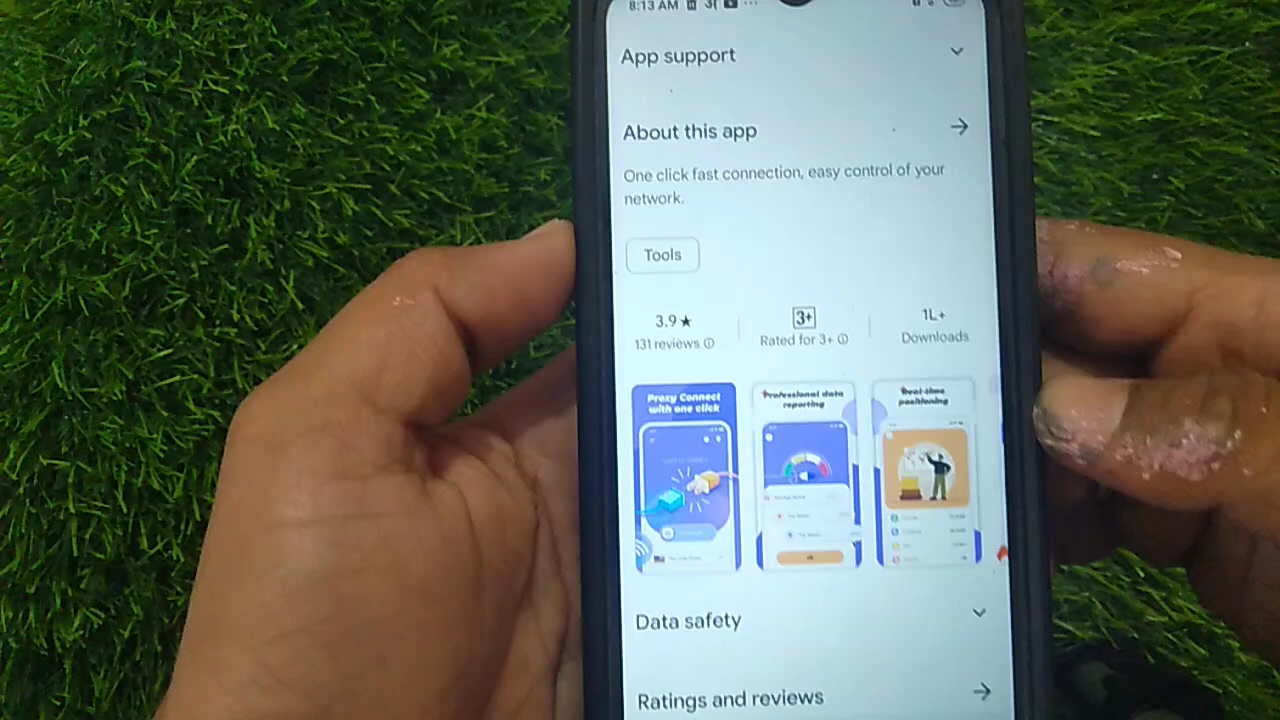 8:13 AM
App support
About this app
One click fast connection, easy control of your
network.
Tools
3.9★
131 reviews
3+
Rated for 3+
1L+
Downloads
Proxy Connect
with one click
Professional data
reporting
Real-time
positioning
Data safety
Ratings and reviews